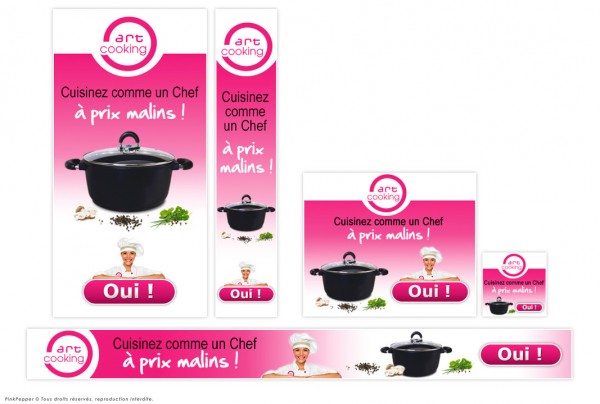 art
cooking
Cuisinez comme un Chef
à prix malins !
Oui !
art
cooking
Cuisinez
comme
un Chef
à prix
malins !
Oui !
art
cooking
Cuisinez comme un Chef
à prix malins !
Oui !
art
cooking
Cuisinez comme un Chef
à prix malins !
Oui !
art
cooking
Cuisinez comme un Chef
à prix malins !
Oui !
PinkPepper © Tous droits réservés, reproduction interdite.